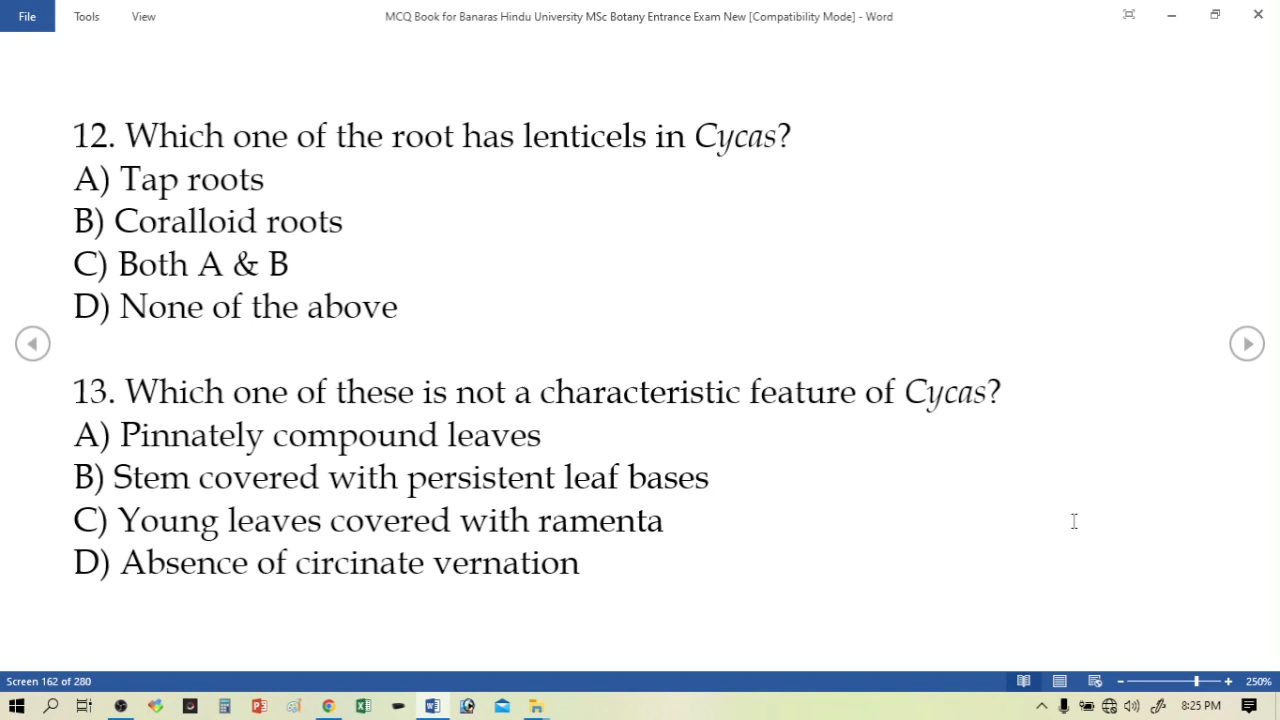 File Tools View MCQ Book for Banaras Hindu University MSc Botany Entrance Exam New [Compatibility Mode] - Word
12. Which one of the root has lenticels in Cycas?
A) Tap roots
B) Coralloid roots
C) Both A & B
D) None of the above
13. Which one of these is not a characteristic feature of Cycas?
A) Pinnately compound leaves
B) Stem covered with persistent leaf bases
C) Young leaves covered with ramenta
D) Absence of circinate vernation
Screen 162 of 280 250%
8:25 PM